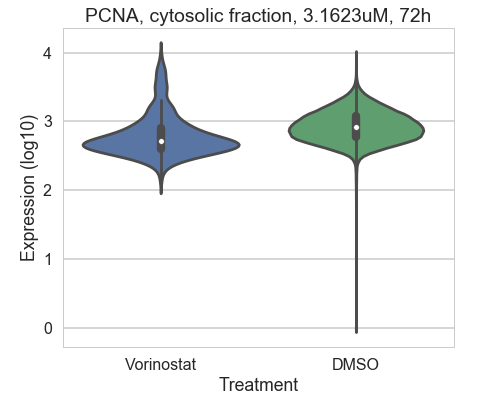 PCNA, cytosolic fraction, 3.1623uM, 72h
4
3
2
1
0
Expression (log10)
Vorinostat
DMSO
Treatment